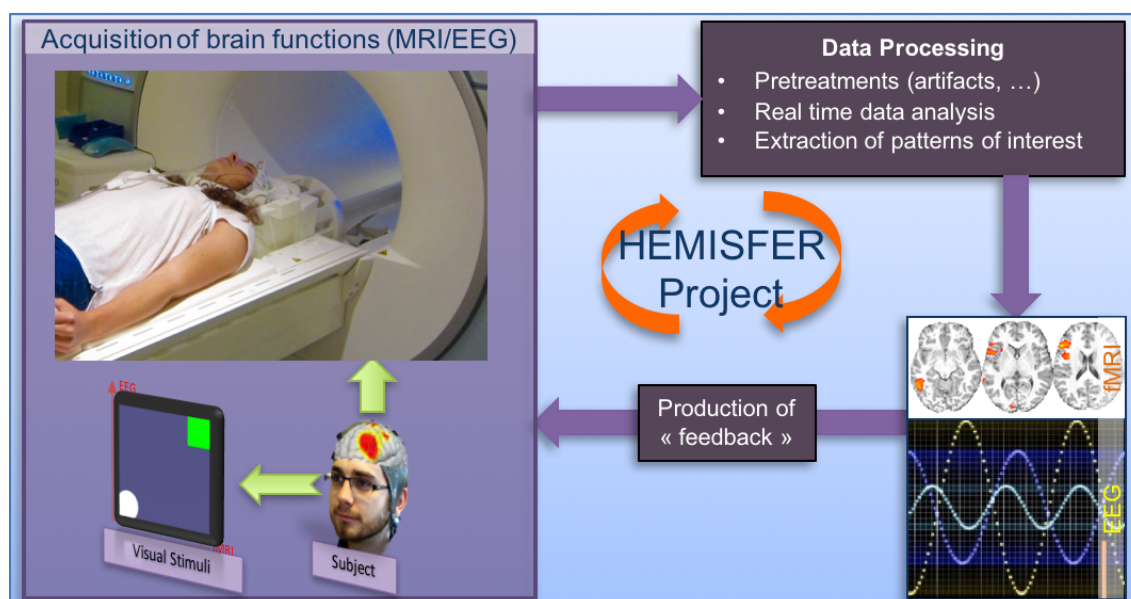 Acquisition of brain functions (MRI/EEG)
Data Processing
• Pretreatments (artifacts, …)
• Real time data analysis
• Extraction of patterns of interest
HEMISFER
Project
fMRI
EEG
Production of
« feedback »
EEG
fMRI
Visual Stimuli
Subject